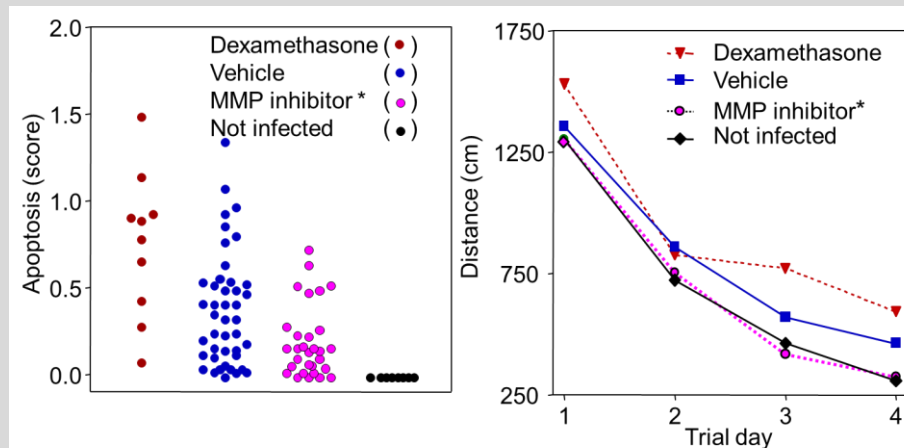 2.0
1.5
1.0
0.5
0.0
Apoptosis (score)
Dexamethasone ( )
Vehicle ( )
MMP inhibitor * ( )
Not infected ( )
1750
1250
750
250
Distance (cm)
Dexamethasone
Vehicle
MMP inhibitor*
Not infected
1 2 3 4
Trial day